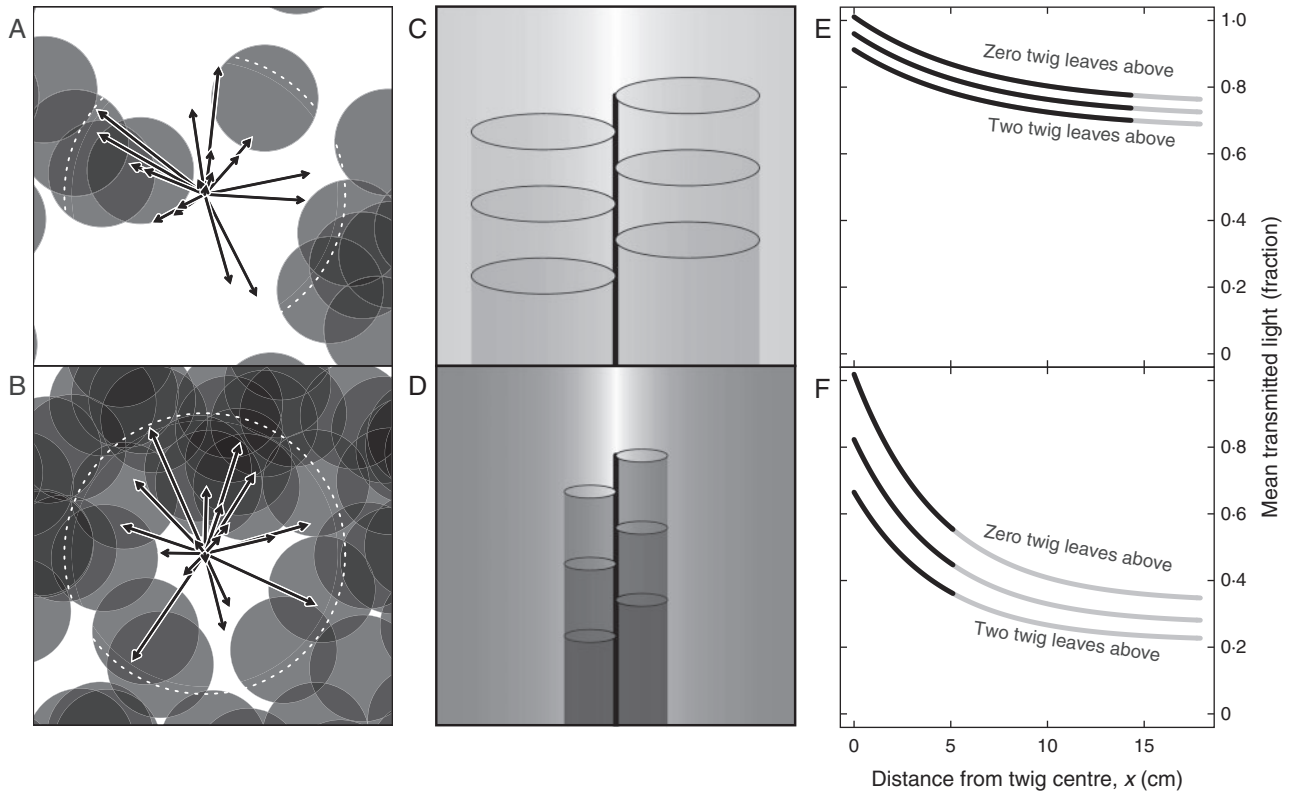 A
B
C
D
E
Zero twig leaves above
Two twig leaves above
1·0
0·8
0·6
0·4
0·2
0
F
Zero twig leaves above
Two twig leaves above
0·8
0·6
0·4
0·2
0
0 5 10 15
Distance from twig centre, x (cm)
Mean transmitted light (fraction)